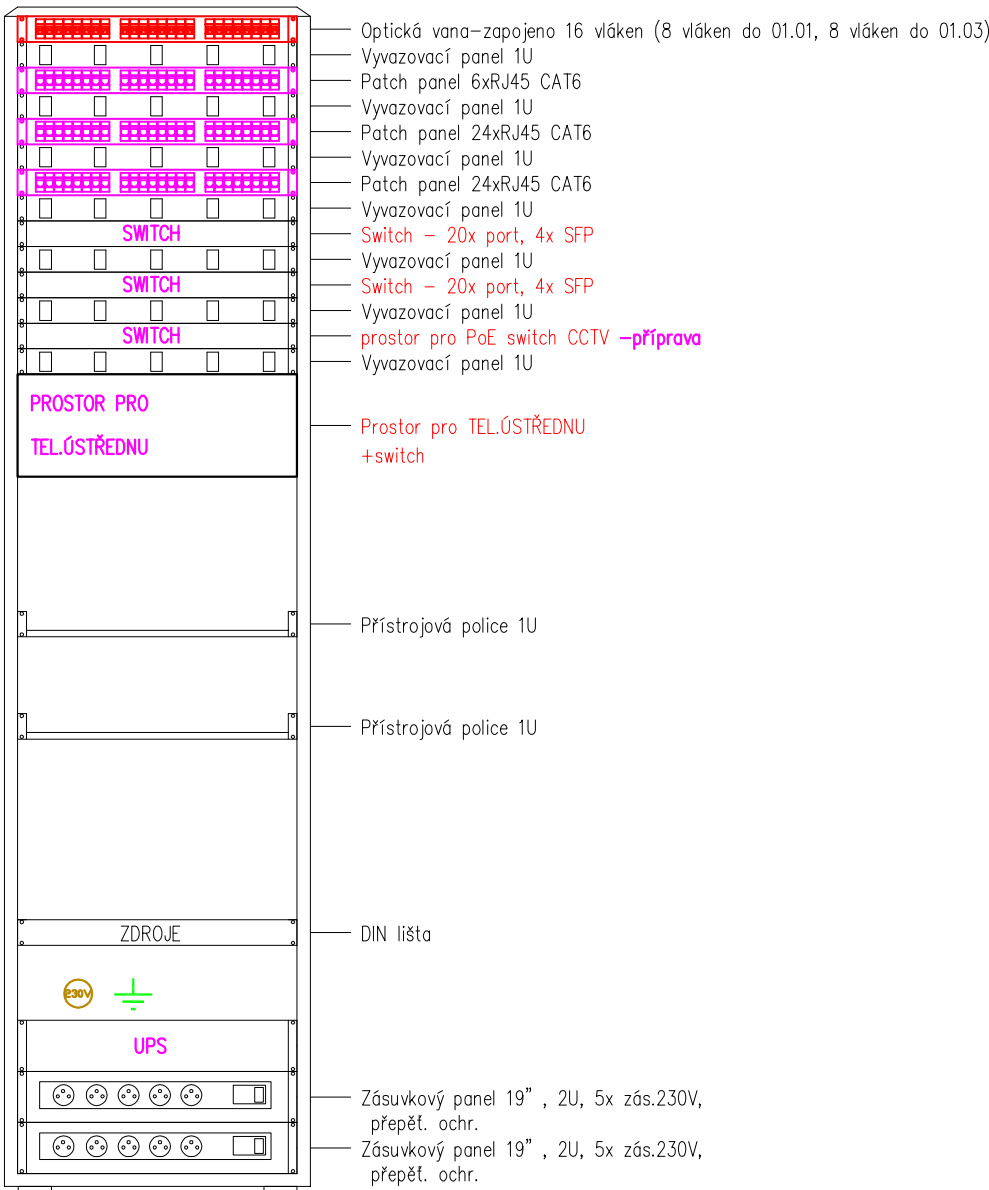 Optická vana-zapojeno 16 vláken (8 vláken do 01.01, 8 vláken do 01.03)
Vyvazovací panel 1U
Patch panel 6xRJ45 CAT6
Vyvazovací panel 1U
Patch panel 24xRJ45 CAT6
Vyvazovací panel 1U
Patch panel 24xRJ45 CAT6
Vyvazovací panel 1U
SWITCH
Switch - 20x port, 4x SFP
Vyvazovací panel 1U
SWITCH
Switch - 20x port, 4x SFP
Vyvazovací panel 1U
SWITCH
prostor pro PoE switch CCTV -příprava
Vyvazovací panel 1U
PROSTOR PRO
TEL.ÚSTŘEDNU
Prostor pro TEL.ÚSTŘEDNU
+switch
Přístrojová police 1U
Přístrojová police 1U
ZDROJE
DIN lišta
230V
UPS
Zásuvkový panel 19" , 2U, 5x zás.230V,
přepěť. ochr.
Zásuvkový panel 19" , 2U, 5x zás.230V,
přepěť. ochr.